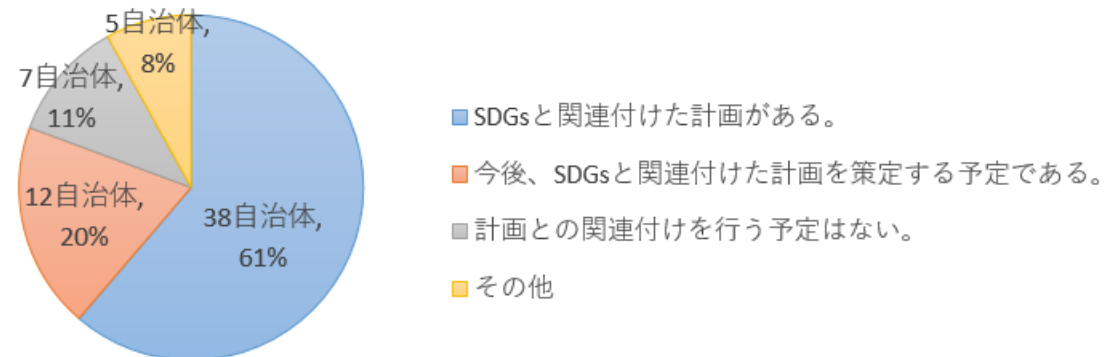 5自治体,
8%
7自治体,
11%
12自治体,
20%
38自治体,
61%
SDGsと関連付けた計画がある。
今後、SDGsと関連付けた計画を策定する予定である。
計画との関連付けを行う予定はない。
その他